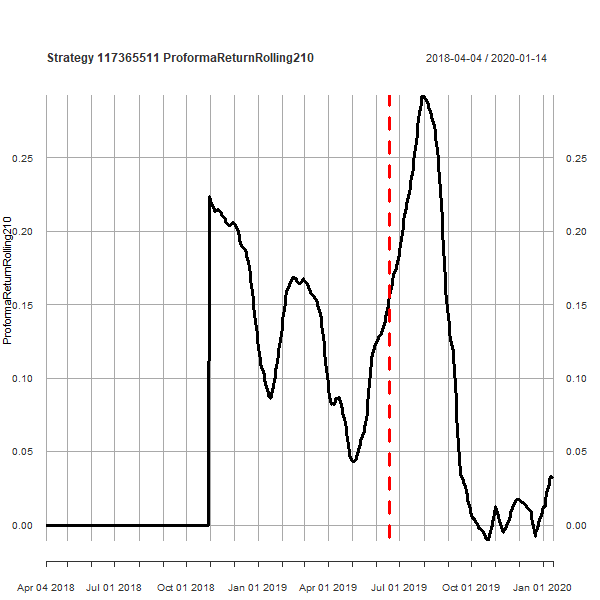 Strategy 117365511 ProformaReturnRolling210
2018-04-04 / 2020-01-14
ProformaReturnRolling210
0.25
0.25
0.20
0.20
0.15
0.15
0.10
0.10
0.05
0.05
0.00
0.00
Apr 04 2018
Jul 01 2018
Oct 01 2018
Jan 01 2019
Apr 01 2019
Jul 01 2019
Oct 01 2019
Jan 01 2020